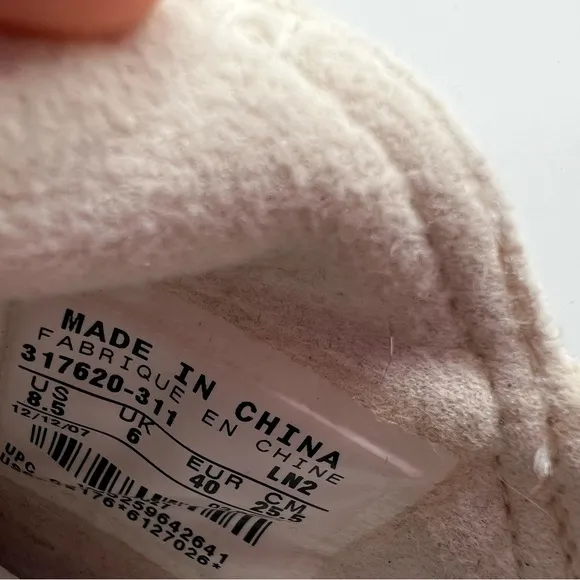 MADE IN CHINA
FABRIQUE EN CHINE
317620-311 LN2
US UK EUR CM
8.5 6 40 25.5
12/12/07
UPC
*6127026*